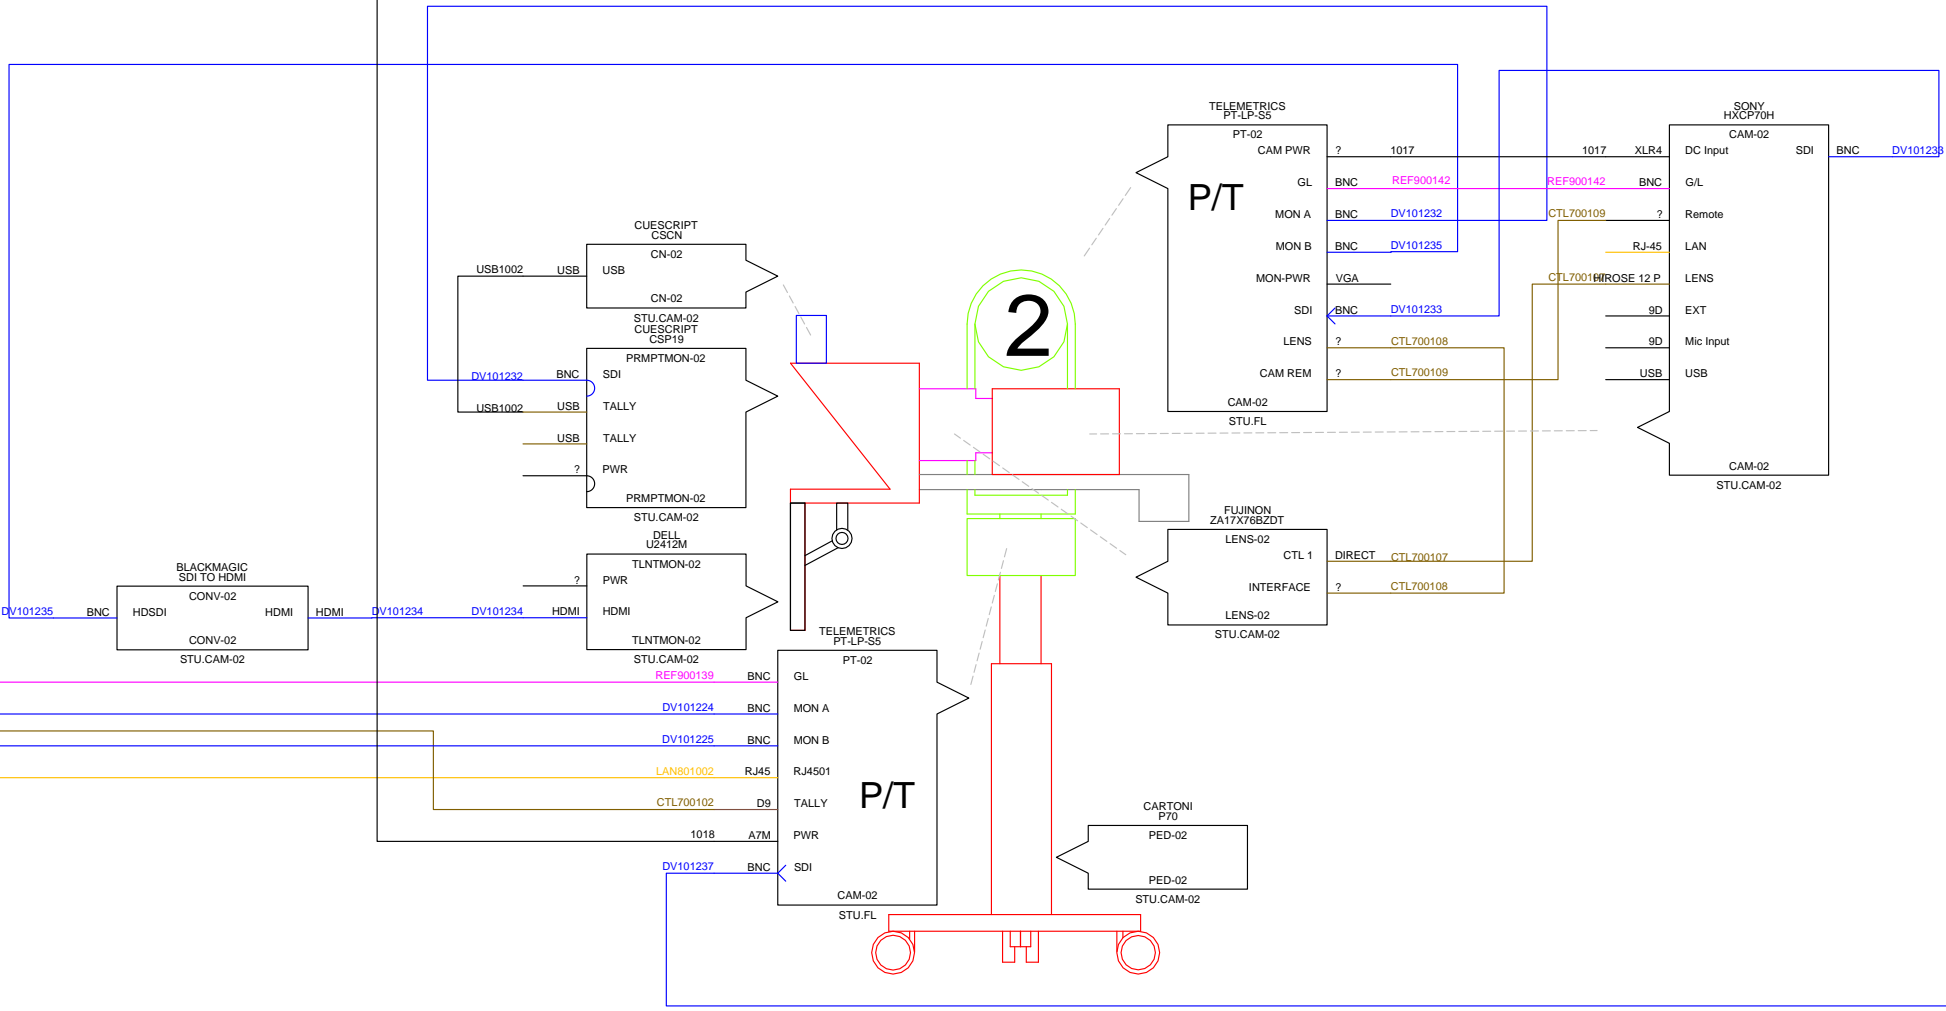 TELEMETRICS
PT-LP-S5
PT-02
CAM PWR ? 1017
GL BNC REF900142
P/T
MON A BNC DV101232
MON B BNC DV101235
MON-PWR VGA
SDI BNC DV101233
LENS ? CTL700108
CAM REM ? CTL700109
CAM-02
STU.FL
SONY
HXCP70H
CAM-02
1017 XLR4 DC Input SDI BNC DV101233
REF900142 BNC G/L
CTL700109 ? Remote
RJ-45 LAN
HIROSE 12 P LENS
9D EXT
9D Mic Input
USB USB
CAM-02
STU.CAM-02
CUESCRIPT
CSCN
CN-02
USB1002 USB USB
CN-02
STU.CAM-02
CUESCRIPT
CSP19
PRMPTMON-02
DV101232 BNC SDI
USB1002 USB TALLY
USB TALLY
? PWR
PRMPTMON-02
STU.CAM-02
2
DELL
U2412M
TLNTMON-02
? PWR
DV101234 HDMI HDMI
TLNTMON-02
STU.CAM-02
BLACKMAGIC
SDI TO HDMI
CONV-02
DV101235 BNC HDSDI HDMI HDMI DV101234
CONV-02
STU.CAM-02
FUJINON
ZA17X76BZDT
LENS-02
CTL 1 DIRECT CTL700107
INTERFACE ? CTL700108
LENS-02
STU.CAM-02
TELEMETRICS
PT-LP-S5
PT-02
REF900139 BNC GL
DV101224 BNC MON A
DV101225 BNC MON B
LAN801002 RJ45 RJ4501
P/T
CTL700102 D9 TALLY
1018 A7M PWR
DV101237 BNC SDI
CAM-02
STU.FL
CARTONI
P70
PED-02
PED-02
STU.CAM-02